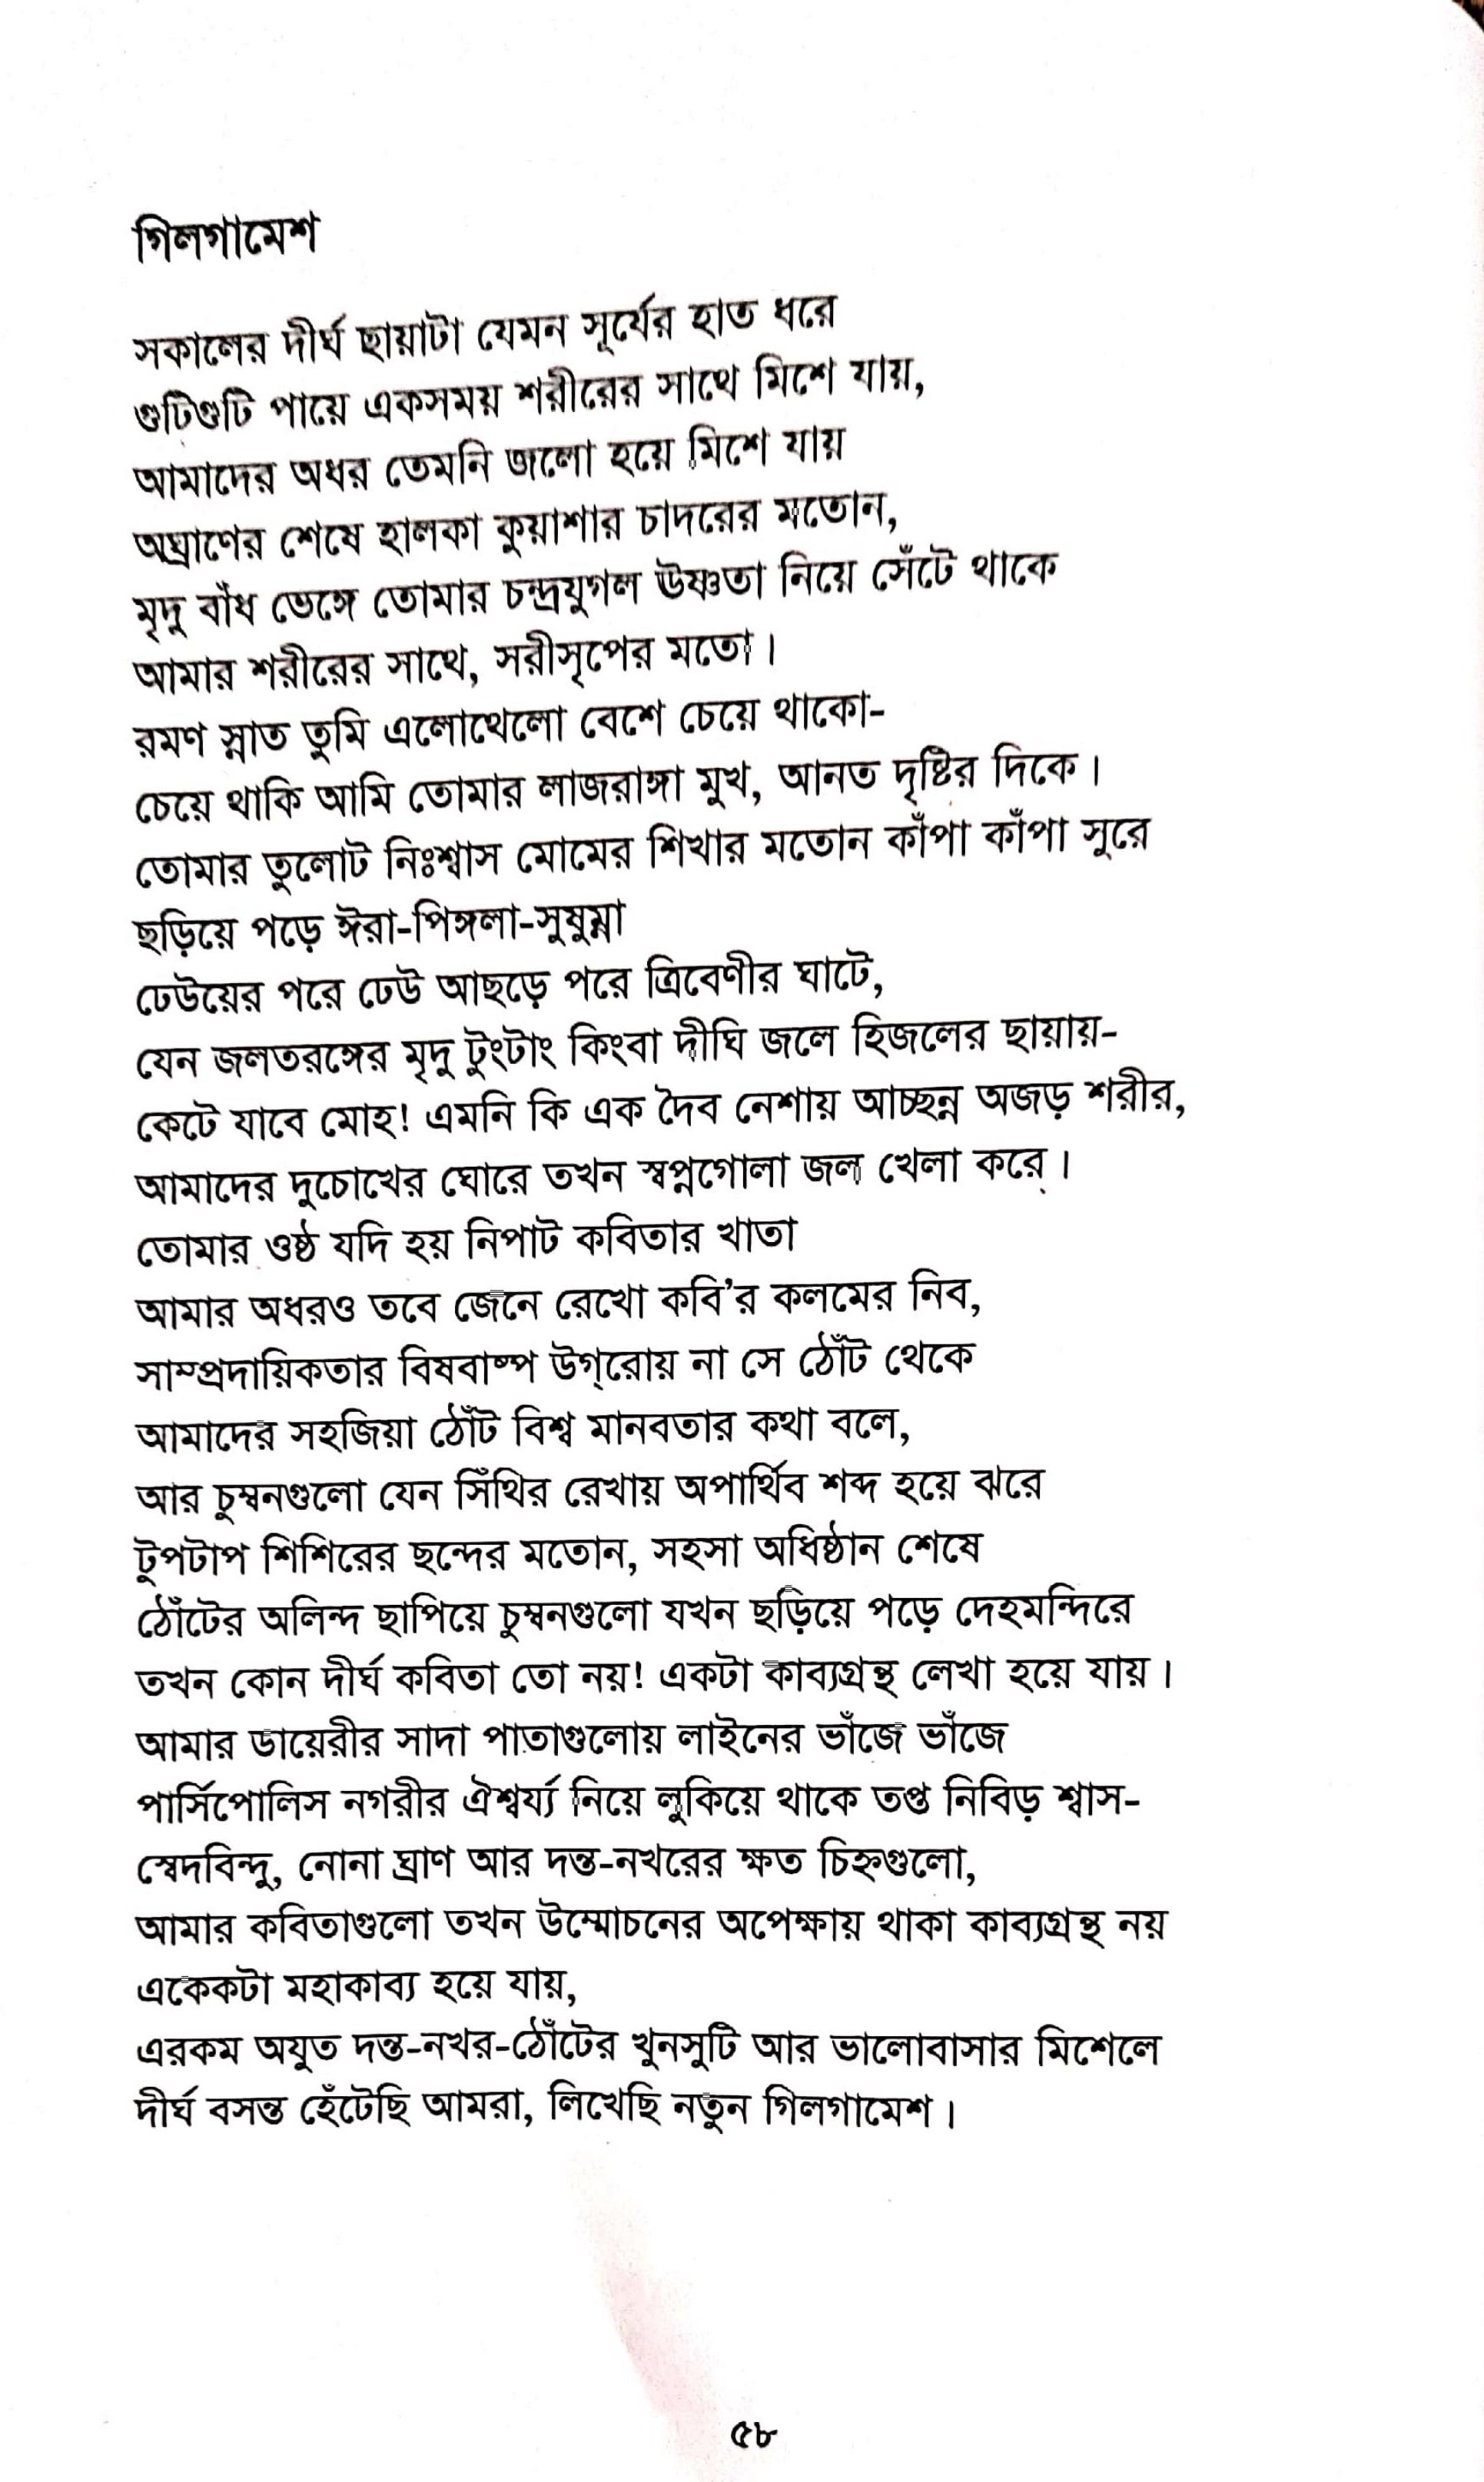 গিলগামেশ
সকালের দীর্ঘ ছায়াটা যেমন সূর্যের হাত ধরে
গুটিগুটি পায়ে একসময় শরীরের সাথে মিশে যায়,
আমাদের অধর তেমনি জলো হয়ে মিশে যায়
অঘ্রাণের শেষে হালকা কুয়াশার চাদরের মতোন,
মৃদু বাঁধ ভেঙ্গে তোমার চন্দ্রযুগল ঊষ্ণতা নিয়ে সেঁটে থাকে
আমার শরীরের সাথে, সরীসৃপের মতো।
রমণ স্নাত তুমি এলোথেলো বেশে চেয়ে থাকো-
চেয়ে থাকি আমি তোমার লাজরাঙ্গা মুখ, আনত দৃষ্টির দিকে।
তোমার তুলোট নিঃশ্বাস মোমের শিখার মতোন কাঁপা কাঁপা সুরে
ছড়িয়ে পড়ে ঈরা-পিঙ্গলা-সুষুম্না
ঢেউয়ের পরে ঢেউ আছড়ে পরে ত্রিবেণীর ঘাটে,
যেন জলতরঙ্গের মৃদু টুংটাং কিংবা দীঘি জলে হিজলের ছায়ায়-
কেটে যাবে মোহ! এমনি কি এক দৈব নেশায় আচ্ছন্ন অজড় শরীর,
আমাদের দুচোখের ঘোরে তখন স্বপ্নগোলা জল খেলা করে।
তোমার ওষ্ঠ যদি হয় নিপাট কবিতার খাতা
আমার অধরও তবে জেনে রেখো কবি'র কলমের নিব,
সাম্প্রদায়িকতার বিষবাষ্প উগ্‌রোয় না সে ঠোঁট থেকে
আমাদের সহজিয়া ঠোঁট বিশ্ব মানবতার কথা বলে,
আর চুম্বনগুলো যেন সিঁথির রেখায় অপার্থিব শব্দ হয়ে ঝরে
টুপটাপ শিশিরের ছন্দের মতোন, সহসা অধিষ্ঠান শেষে
ঠোঁটের অলিন্দ ছাপিয়ে চুম্বনগুলো যখন ছড়িয়ে পড়ে দেহমন্দিরে
তখন কোন দীর্ঘ কবিতা তো নয়! একটা কাব্যগ্রন্থ লেখা হয়ে যায়।
আমার ডায়েরীর সাদা পাতাগুলোয় লাইনের ভাঁজে ভাঁজে
পার্সিপোলিস নগরীর ঐশ্বর্য্য নিয়ে লুকিয়ে থাকে তপ্ত নিবিড় শ্বাস-
স্বেদবিন্দু, নোনা ঘ্রাণ আর দন্ত-নখরের ক্ষত চিহ্নগুলো,
আমার কবিতাগুলো তখন উম্মোচনের অপেক্ষায় থাকা কাব্যগ্রন্থ নয়
একেকটা মহাকাব্য হয়ে যায়,
এরকম অযুত দন্ত-নখর-ঠোঁটের খুনসুটি আর ভালোবাসার মিশেলে
দীর্ঘ বসন্ত হেঁটেছি আমরা, লিখেছি নতুন গিলগামেশ।
৫৮